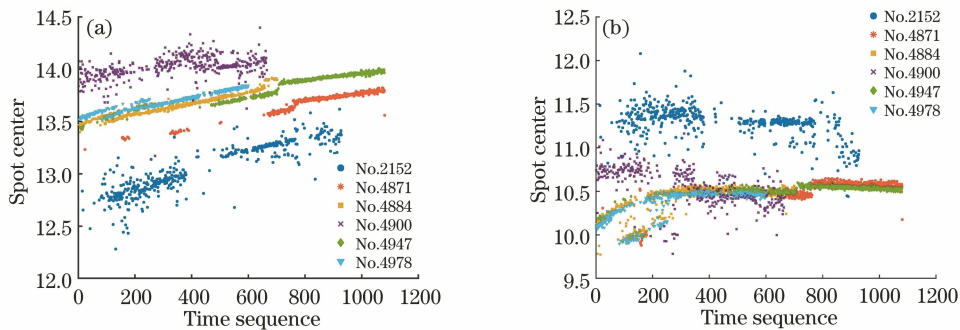 (a)
14.5
14.0
13.5
13.0
12.5
12.0
Spot center
0 200 400 600 800 1000 1200
Time sequence
No.2152
No.4871
No.4884
No.4900
No.4947
No.4978
(b)
12.5
12.0
11.5
11.0
10.5
10.0
9.5
Spot center
0 200 400 600 800 1000 1200
Time sequence
No.2152
No.4871
No.4884
No.4900
No.4947
No.4978